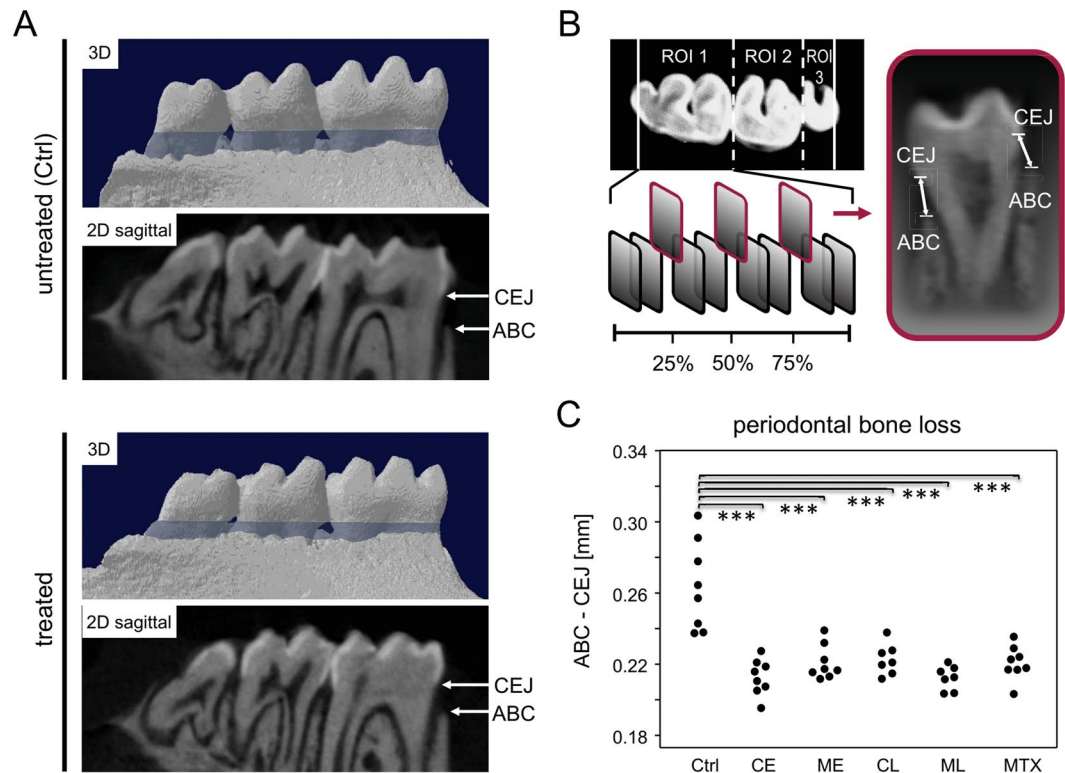 A
untreated (Ctrl)
3D
2D sagittal
CEJ
ABC
treated
3D
2D sagittal
CEJ
ABC
B
ROI 1
ROI 2
ROI
3
CEJ
CEJ
ABC
ABC
25%
50%
75%
C
periodontal bone loss
ABC - CEJ [mm]
0.34
0.30
0.26
0.22
0.18
***
***
***
***
***
Ctrl
CE
ME
CL
ML
MTX